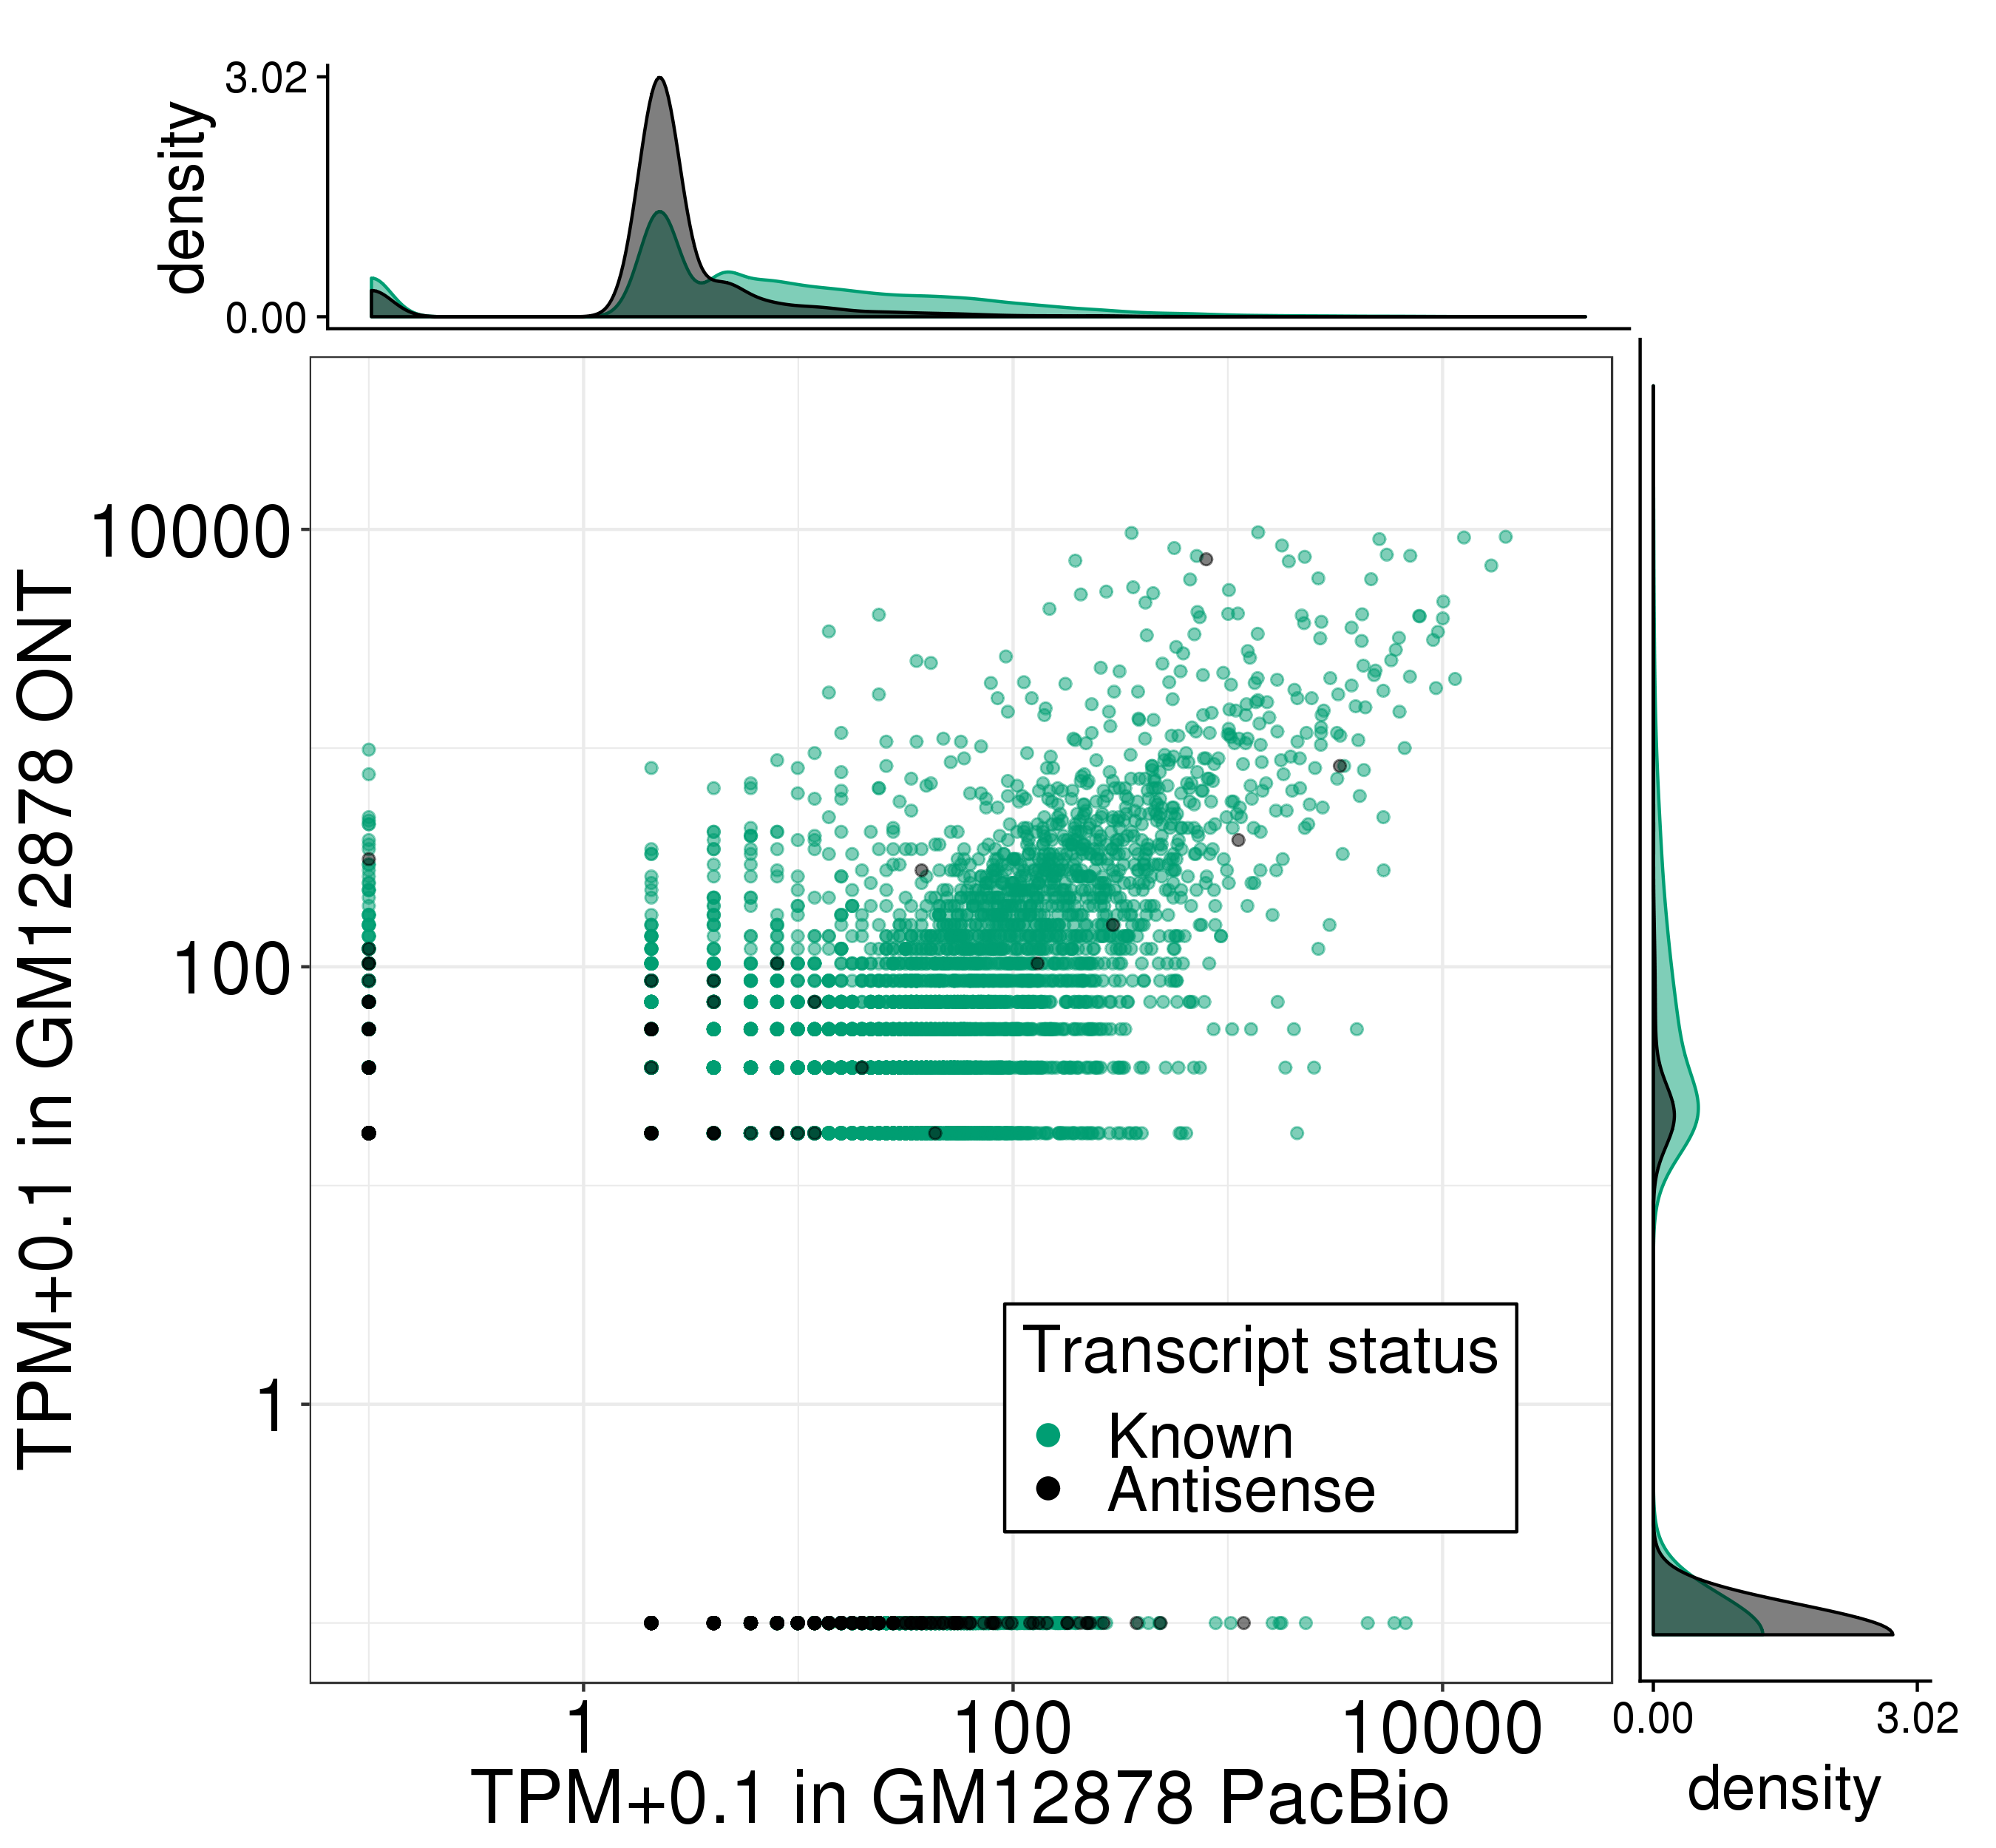 3.02
density
0.00
10000
TPM+0.1 in GM12878 ONT
100
1
Transcript status
Known
Antisense
1
100
10000
TPM+0.1 in GM12878 PacBio
0.00
3.02
density